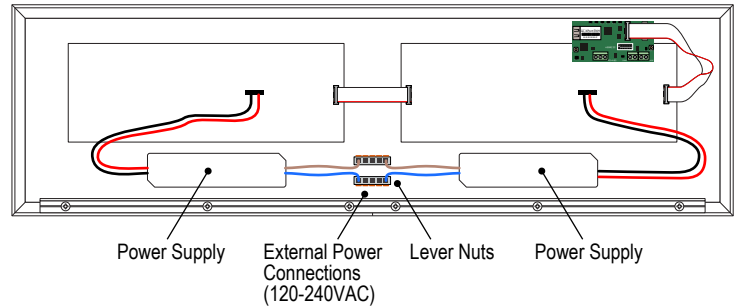 Power Supply
External Power
Connections
(120-240VAC)
Lever Nuts
Power Supply